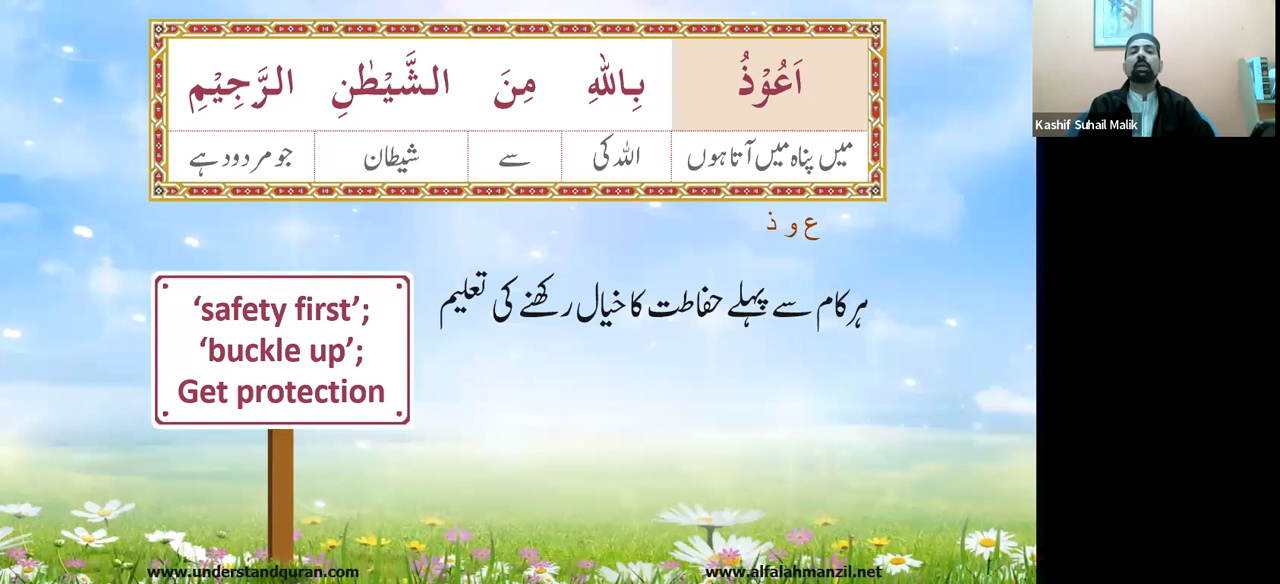 اَعُوْذُ بِاللّٰهِ مِنَ الشَّيْطٰنِ الرَّجِيْمِ
میں پناہ میں آتا ہوں اللہ کی سے شیطان جو مردود ہے
ع و ذ
ہر کام سے پہلے حفاظت کا خیال رکھنے کی تعلیم
‘safety first’;
‘buckle up’;
Get protection
www.understandquran.com
www.alfalahmanzil.net
Kashif Suhail Malik